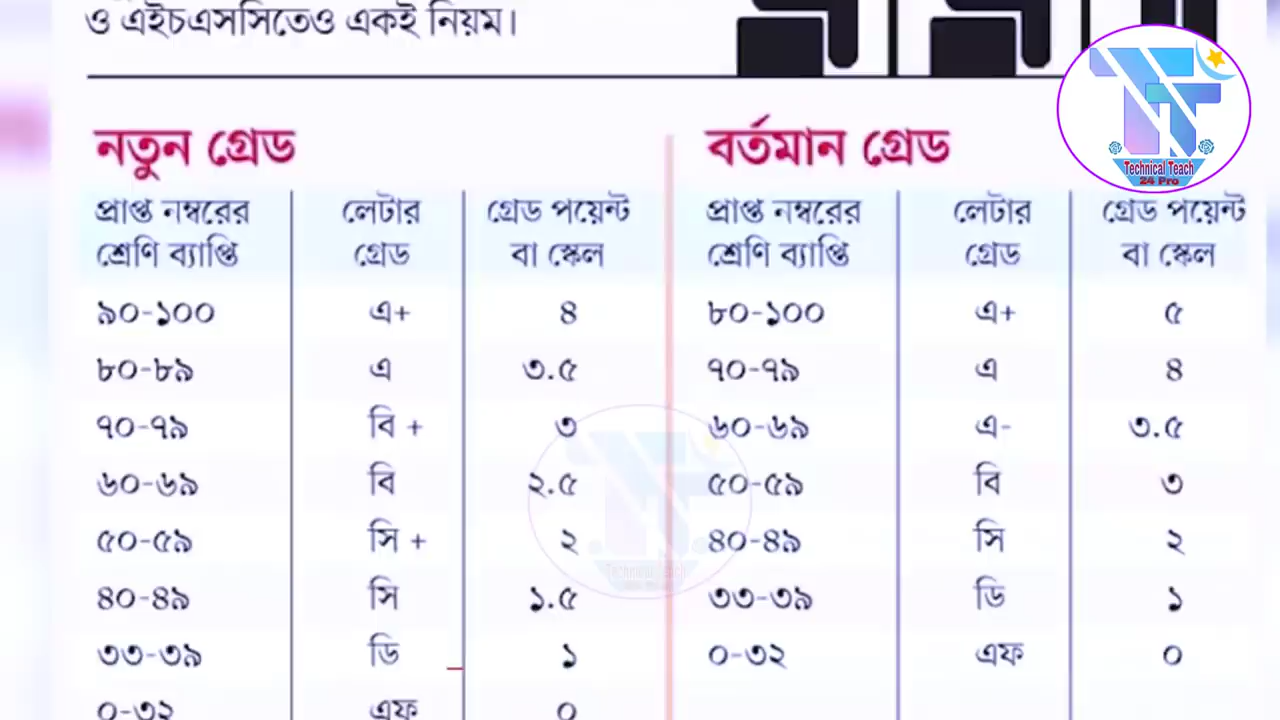 ও এইচএসসিতেও একই নিয়ম।
Technical Teach
24 Pro
নতুন গ্রেড
প্রাপ্ত নম্বরের শ্রেণি ব্যাপ্তি লেটার গ্রেড গ্রেড পয়েন্ট বা স্কেল
৯০-১০০ এ+ ৪
৮০-৮৯ এ ৩.৫
৭০-৭৯ বি + ৩
৬০-৬৯ বি ২.৫
৫০-৫৯ সি + ২
৪০-৪৯ সি ১.৫
৩৩-৩৯ ডি ১
০-৩২ এফ ০
বর্তমান গ্রেড
প্রাপ্ত নম্বরের শ্রেণি ব্যাপ্তি লেটার গ্রেড গ্রেড পয়েন্ট বা স্কেল
৮০-১০০ এ+ ৫
৭০-৭৯ এ ৪
৬০-৬৯ এ- ৩.৫
৫০-৫৯ বি ৩
৪০-৪৯ সি ২
৩৩-৩৯ ডি ১
০-৩২ এফ ০
Technical Teach